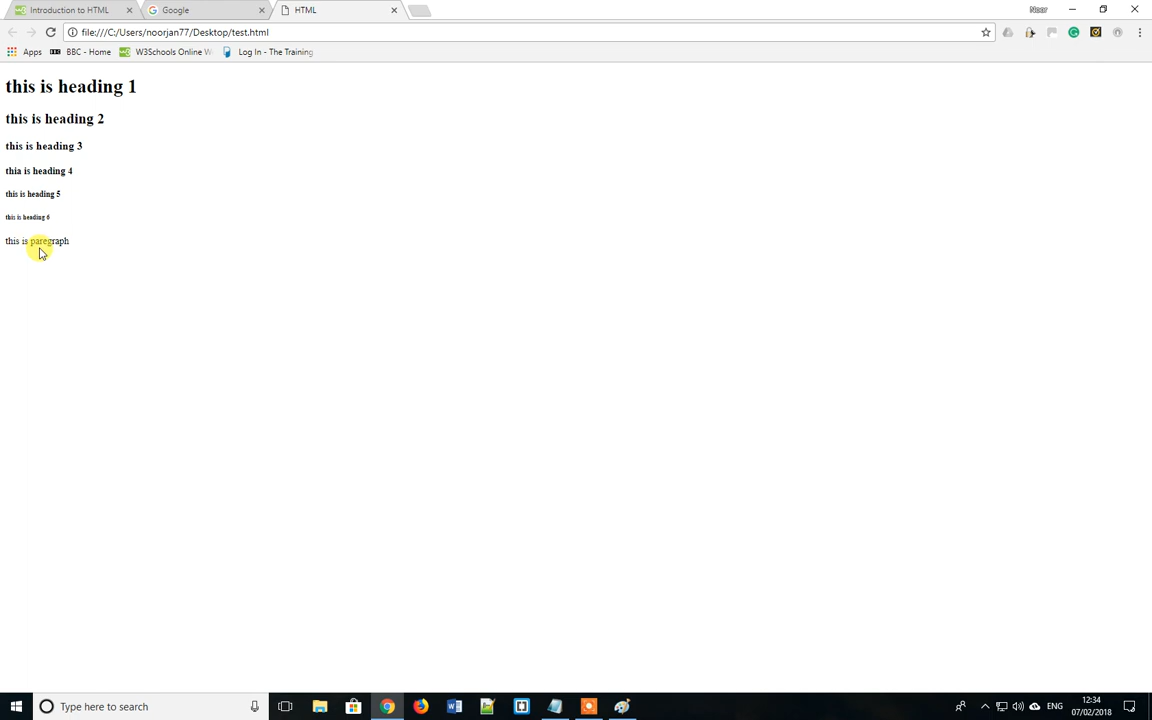 Introduction to HTML
Google
HTML
Noor
file:///C:/Users/noorjan77/Desktop/test.html
Apps
BBC - Home
W3Schools Online W
Log In - The Training
this is heading 1
this is heading 2
this is heading 3
thia is heading 4
this is heading 5
this is heading 6
this is paregraph
Type here to search
ENG
12:34
07/02/2018